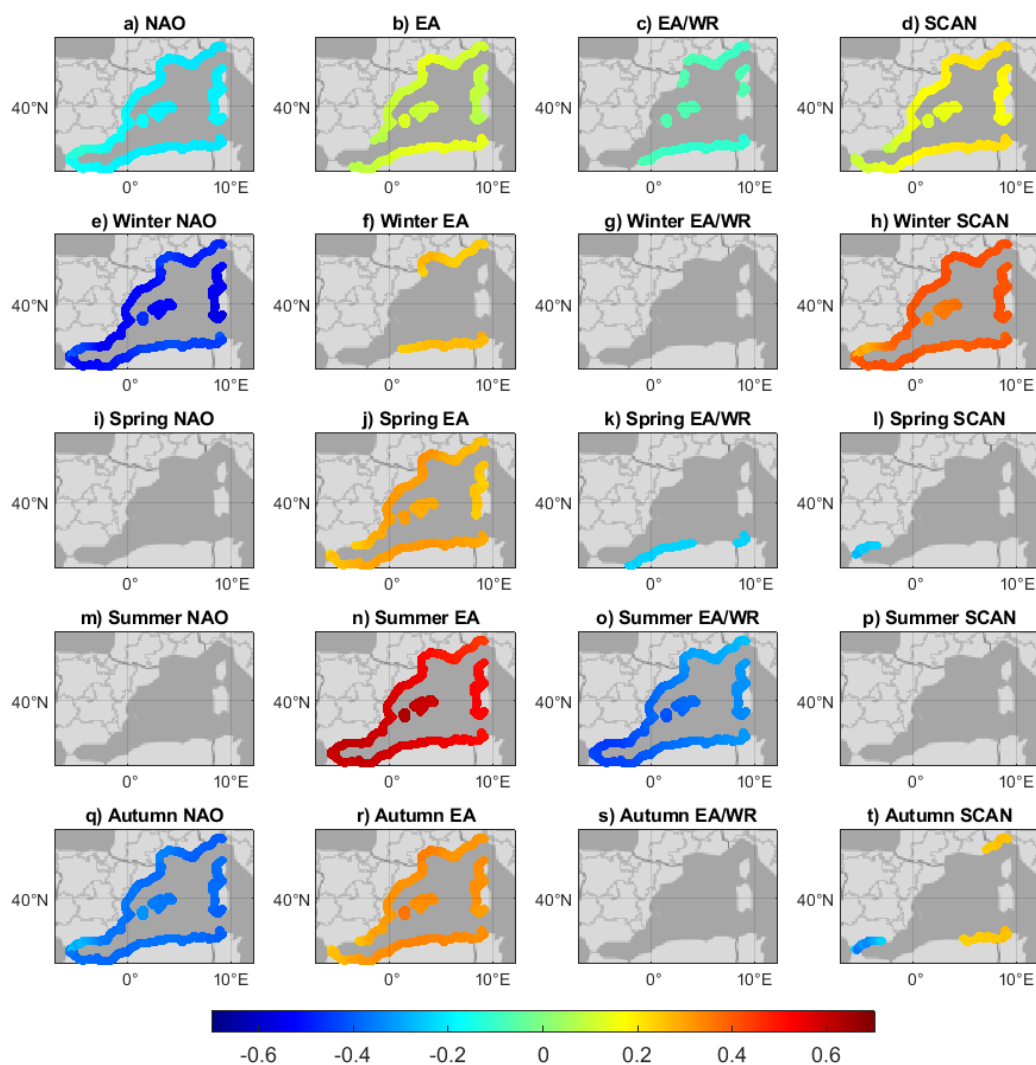 a) NAO b) EA c) EA/WR d) SCAN
40°N 40°N 40°N 40°N
0° 10°E 0° 10°E 0° 10°E 0° 10°E
e) Winter NAO f) Winter EA g) Winter EA/WR h) Winter SCAN
40°N 40°N 40°N 40°N
0° 10°E 0° 10°E 0° 10°E 0° 10°E
i) Spring NAO j) Spring EA k) Spring EA/WR l) Spring SCAN
40°N 40°N 40°N 40°N
0° 10°E 0° 10°E 0° 10°E 0° 10°E
m) Summer NAO n) Summer EA o) Summer EA/WR p) Summer SCAN
40°N 40°N 40°N 40°N
0° 10°E 0° 10°E 0° 10°E 0° 10°E
q) Autumn NAO r) Autumn EA s) Autumn EA/WR t) Autumn SCAN
40°N 40°N 40°N 40°N
0° 10°E 0° 10°E 0° 10°E 0° 10°E
-0.6 -0.4 -0.2 0 0.2 0.4 0.6